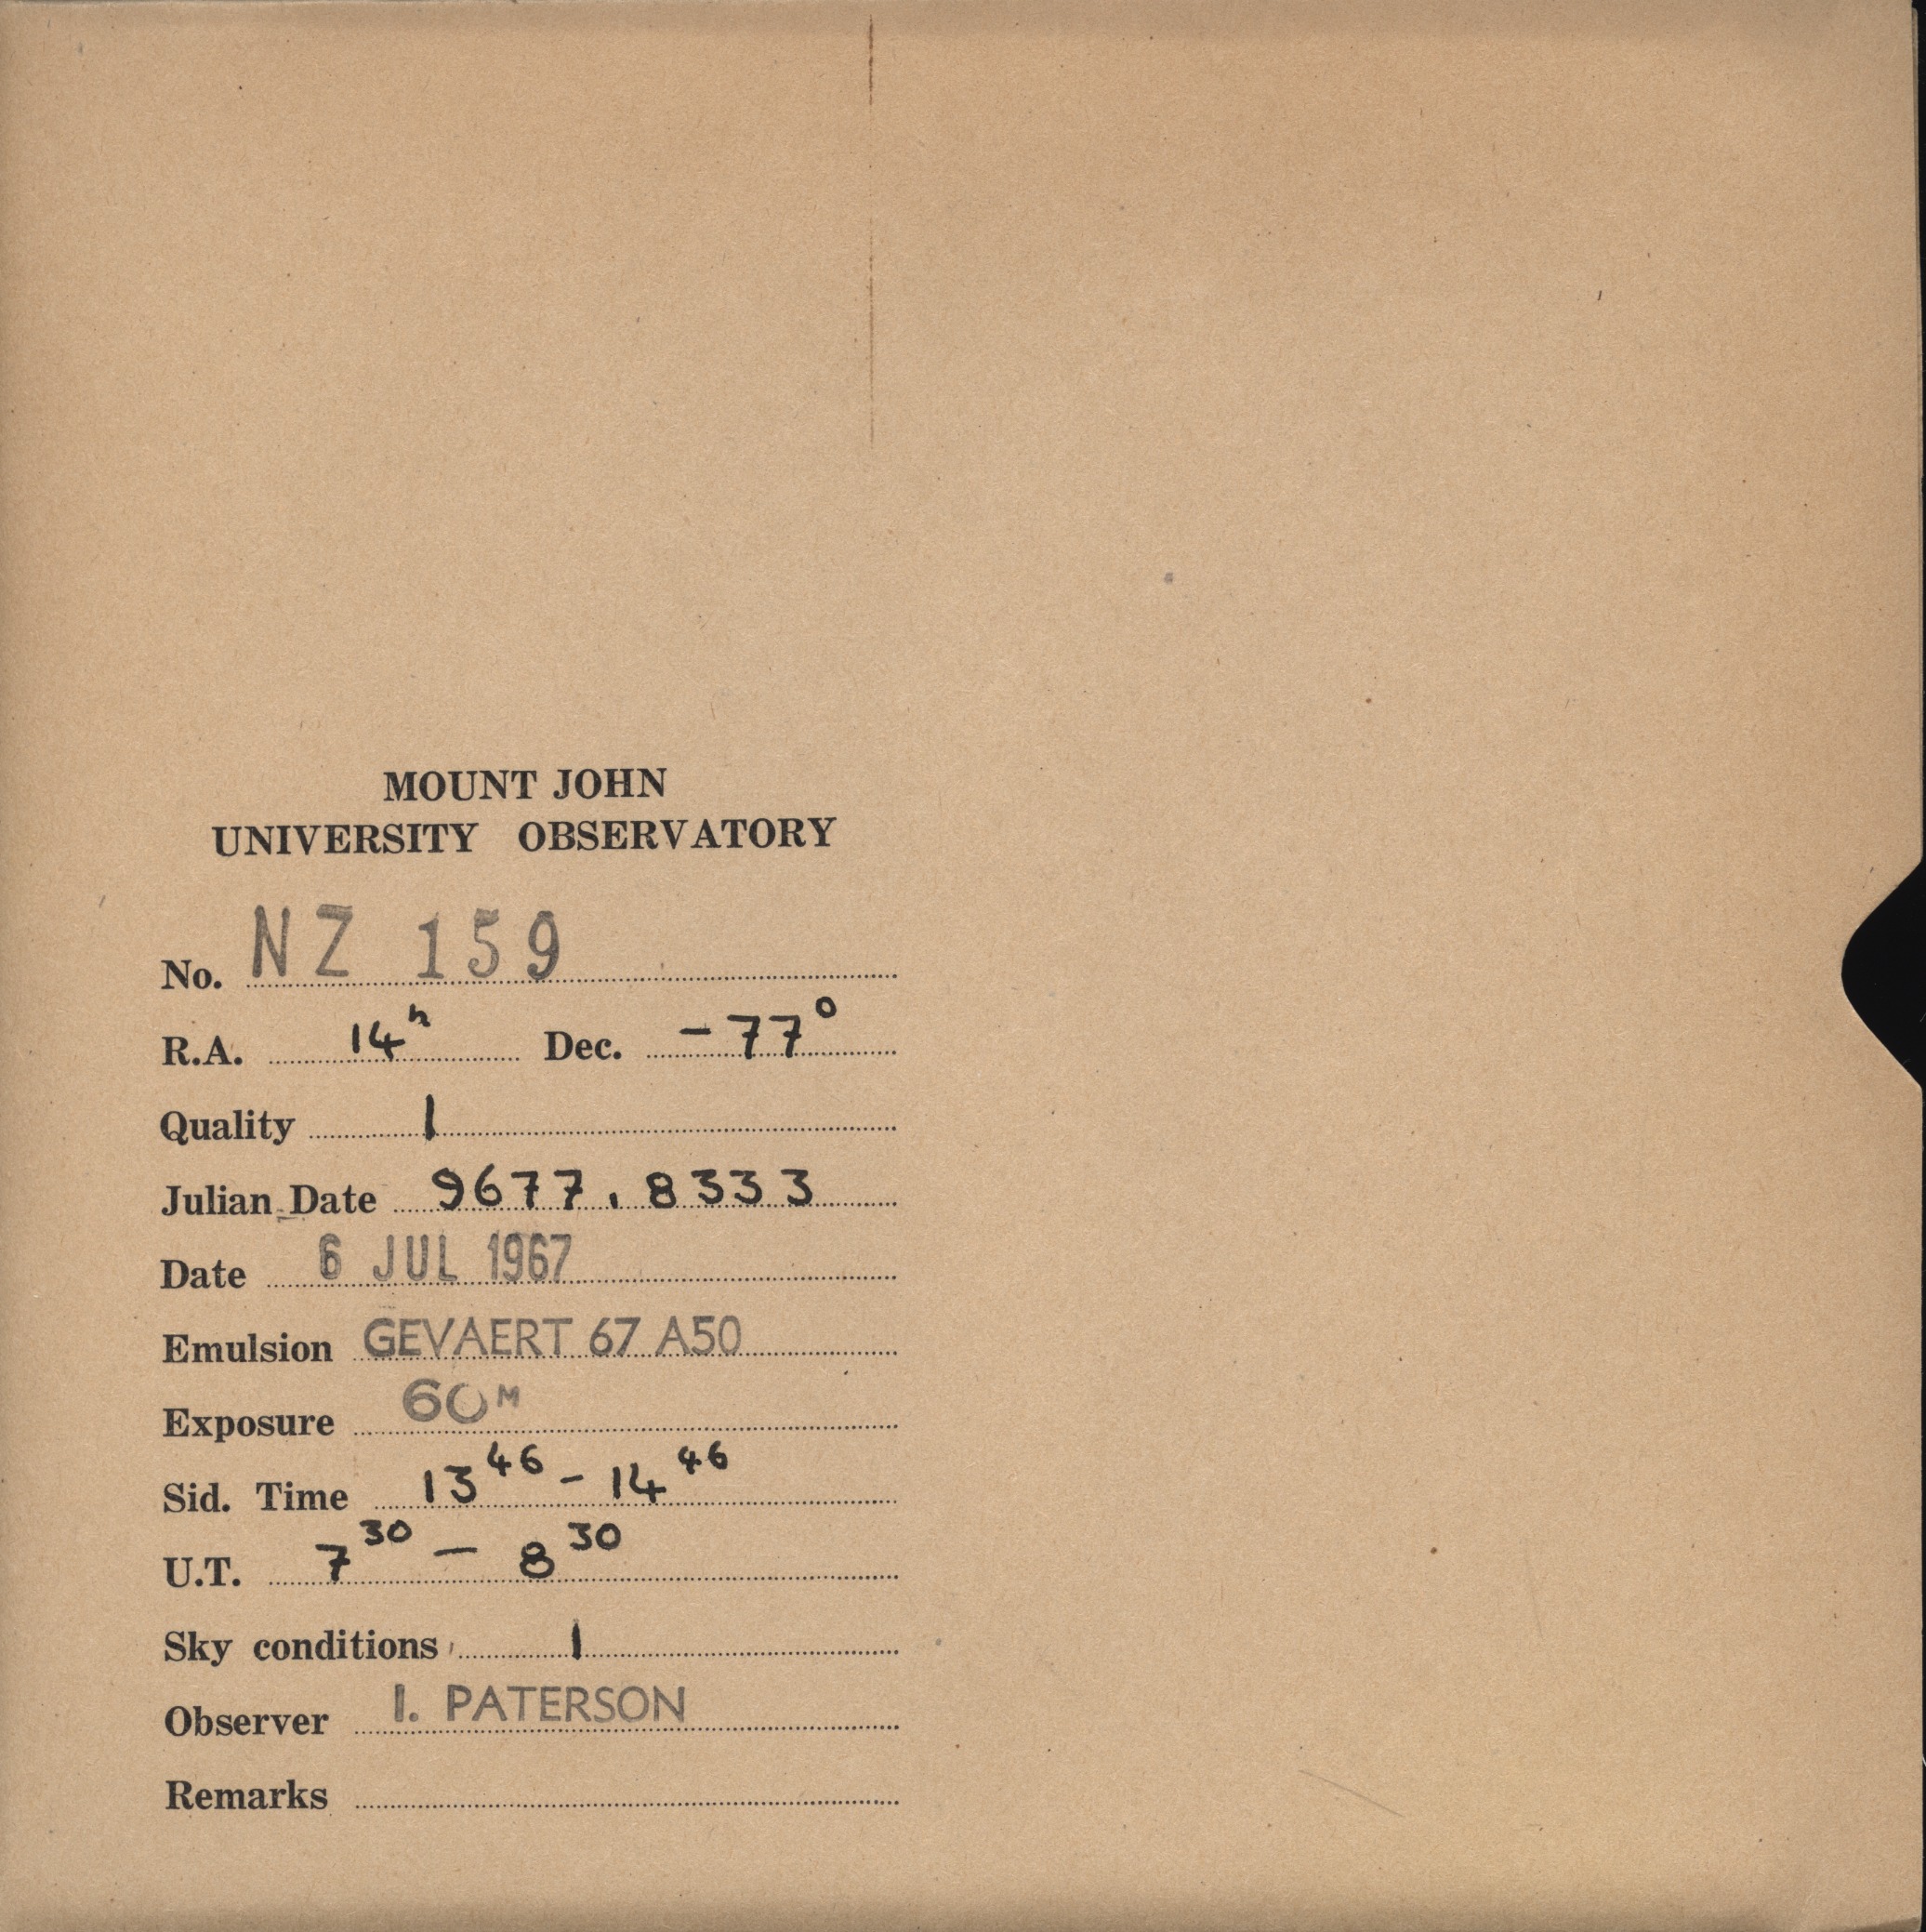 MOUNT JOHN
UNIVERSITY OBSERVATORY
No. NZ 159
R.A. 14h Dec. -77°
Quality 1
Julian Date 9677.8333
Date 6 JUL 1967
Emulsion GEVAERT 67 A50
Exposure 60M
Sid. Time 13 46 - 14 46
U.T. 7 30 - 8 30
Sky conditions 1
Observer I. PATERSON
Remarks